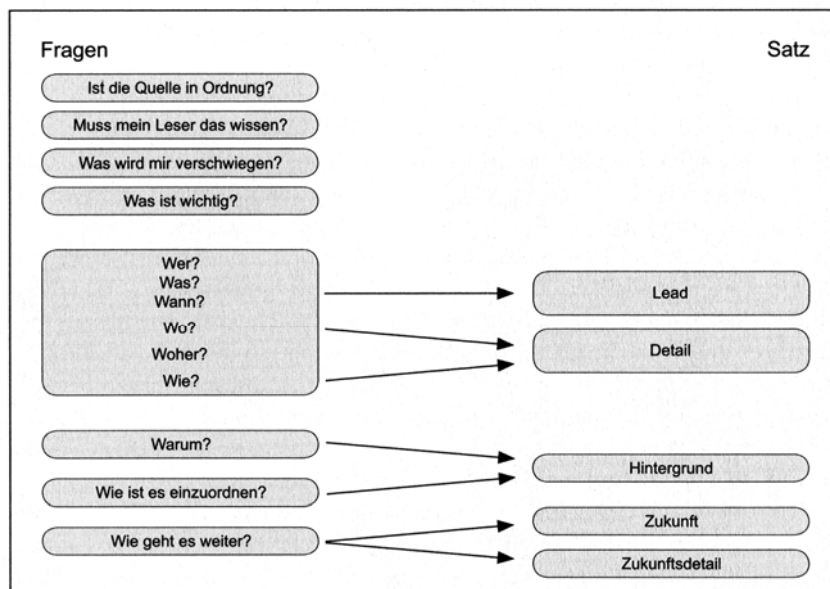 Fragen
Satz
Ist die Quelle in Ordnung?
Muss mein Leser das wissen?
Was wird mir verschwiegen?
Was ist wichtig?
Wer?
Was?
Wann?
Wo?
Woher?
Wie?
Lead
Detail
Warum?
Wie ist es einzuordnen?
Wie geht es weiter?
Hintergrund
Zukunft
Zukunftsdetail